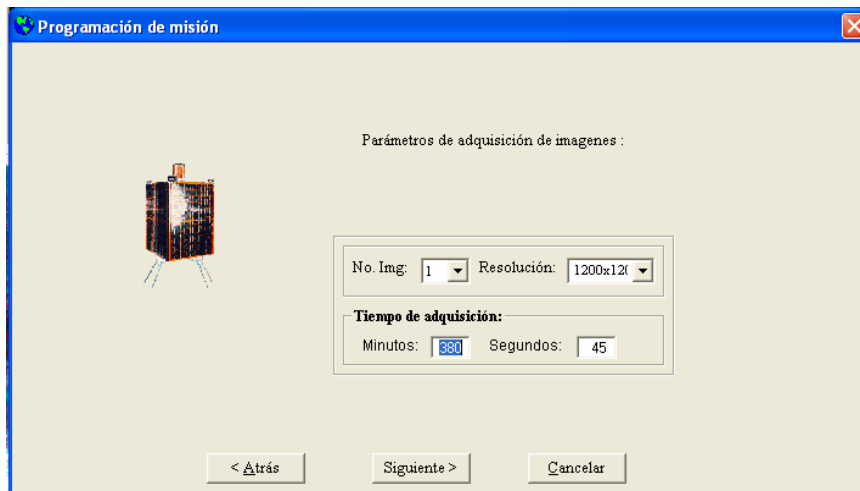 Programación de misión
Parámetros de adquisición de imagenes :
No. Img: 1 Resolución: 1200x12(
Tiempo de adquisición:
Minutos: 380 Segundos: 45
< Atrás Siguiente > Cancelar